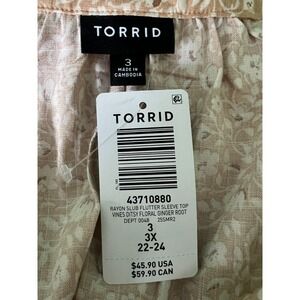 TORRID
3
MADE IN
CAMBODIA
TORRID
43710880
RAYON SLUB FLUTTER SLEEVE TOP
VINES DITSY FLORAL GINGER ROOT
DEPT 0048 25SMR2
3
3X
22-24
$45.90 USA
$59.90 CAN